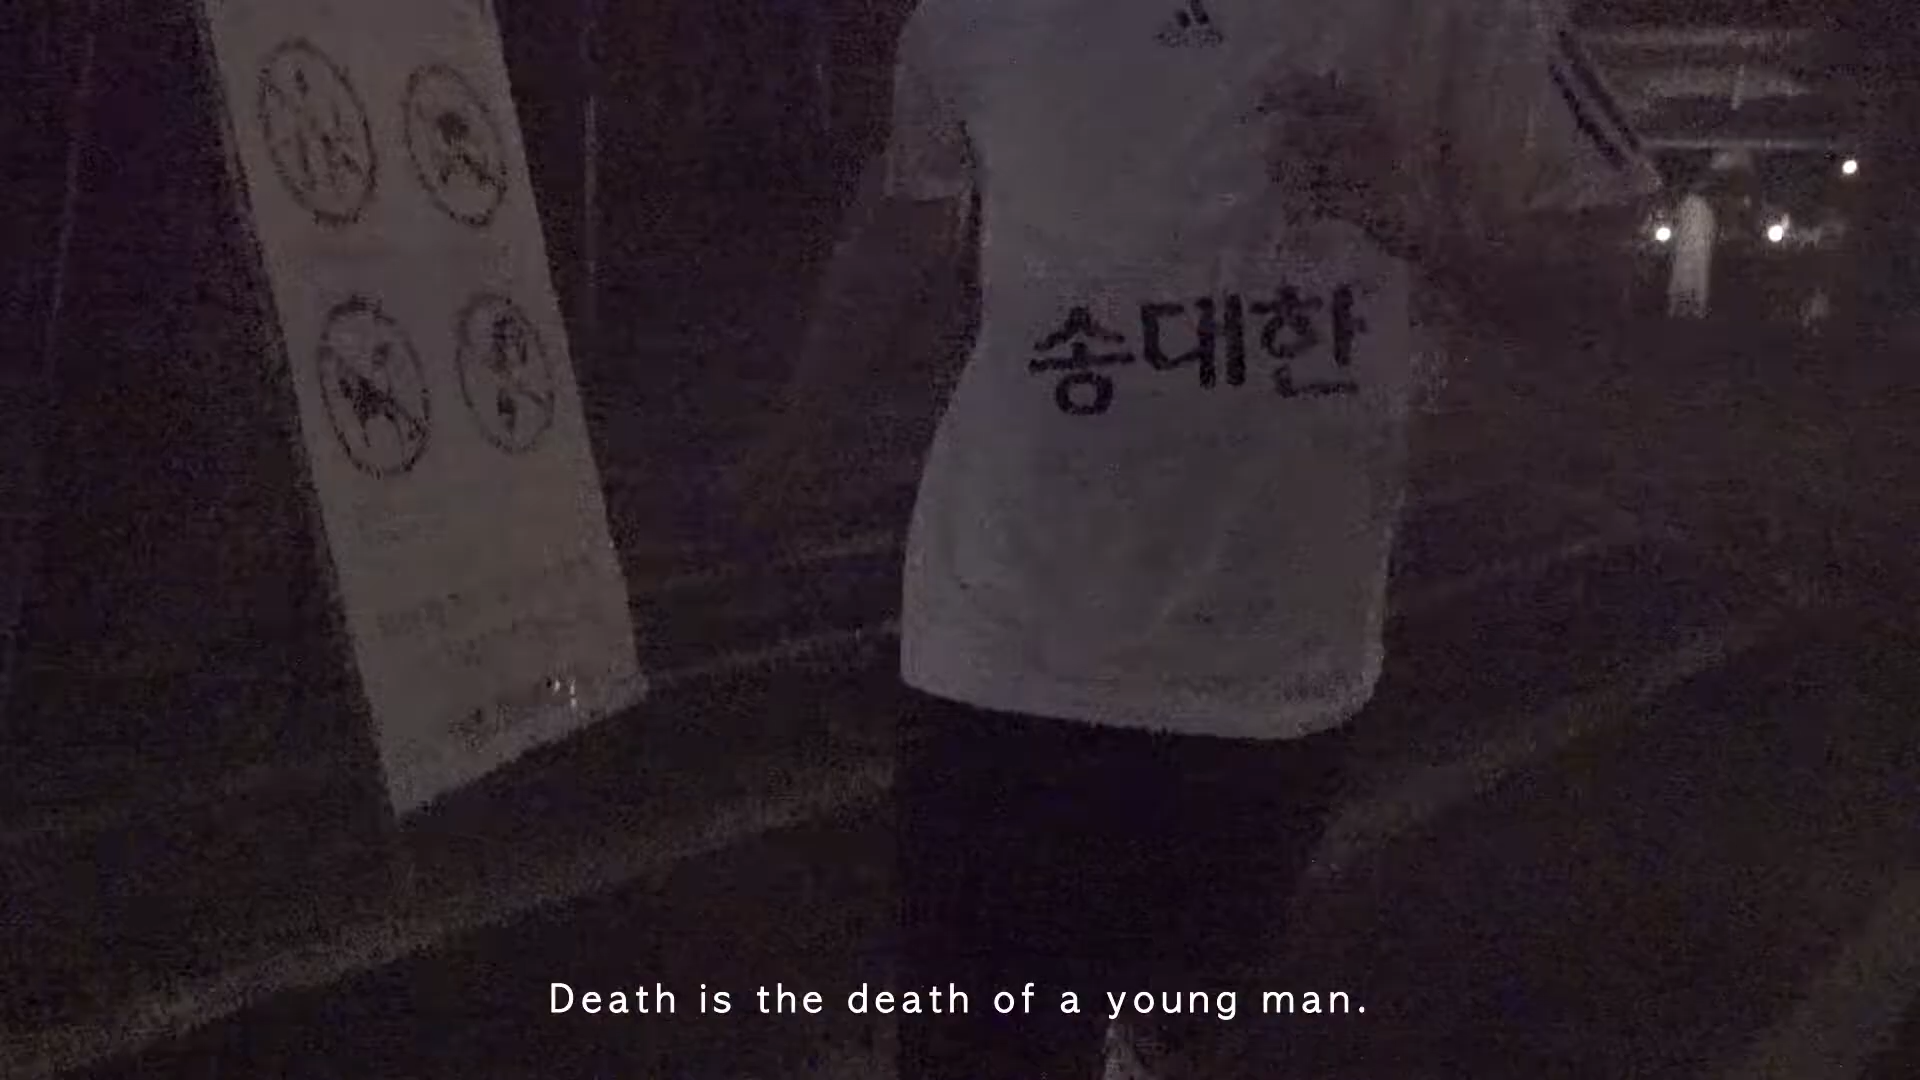 송대한
Death is the death of a young man.